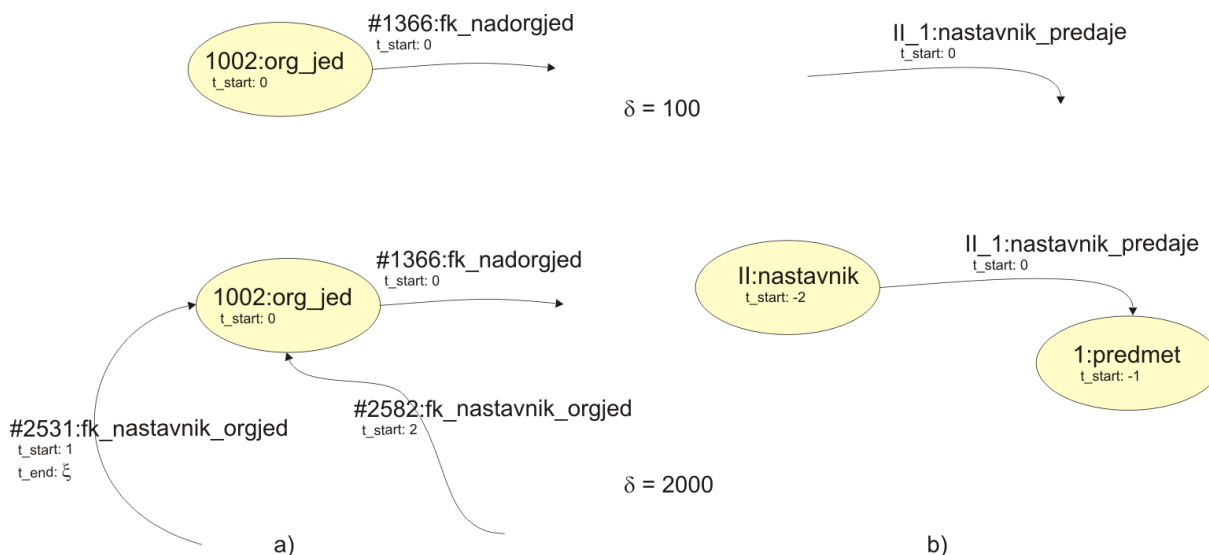 #1366:fk_nadorgjed
t_start: 0
1002:org_jed
t_start: 0
II_1:nastavnik_predaje
t_start: 0
δ = 100
#1366:fk_nadorgjed
t_start: 0
1002:org_jed
t_start: 0
II_1:nastavnik_predaje
t_start: 0
II:nastavnik
t_start: -2
1:predmet
t_start: -1
#2531:fk_nastavnik_orgjed
t_start: 1
t_end: ξ
#2582:fk_nastavnik_orgjed
t_start: 2
δ = 2000
a)
b)